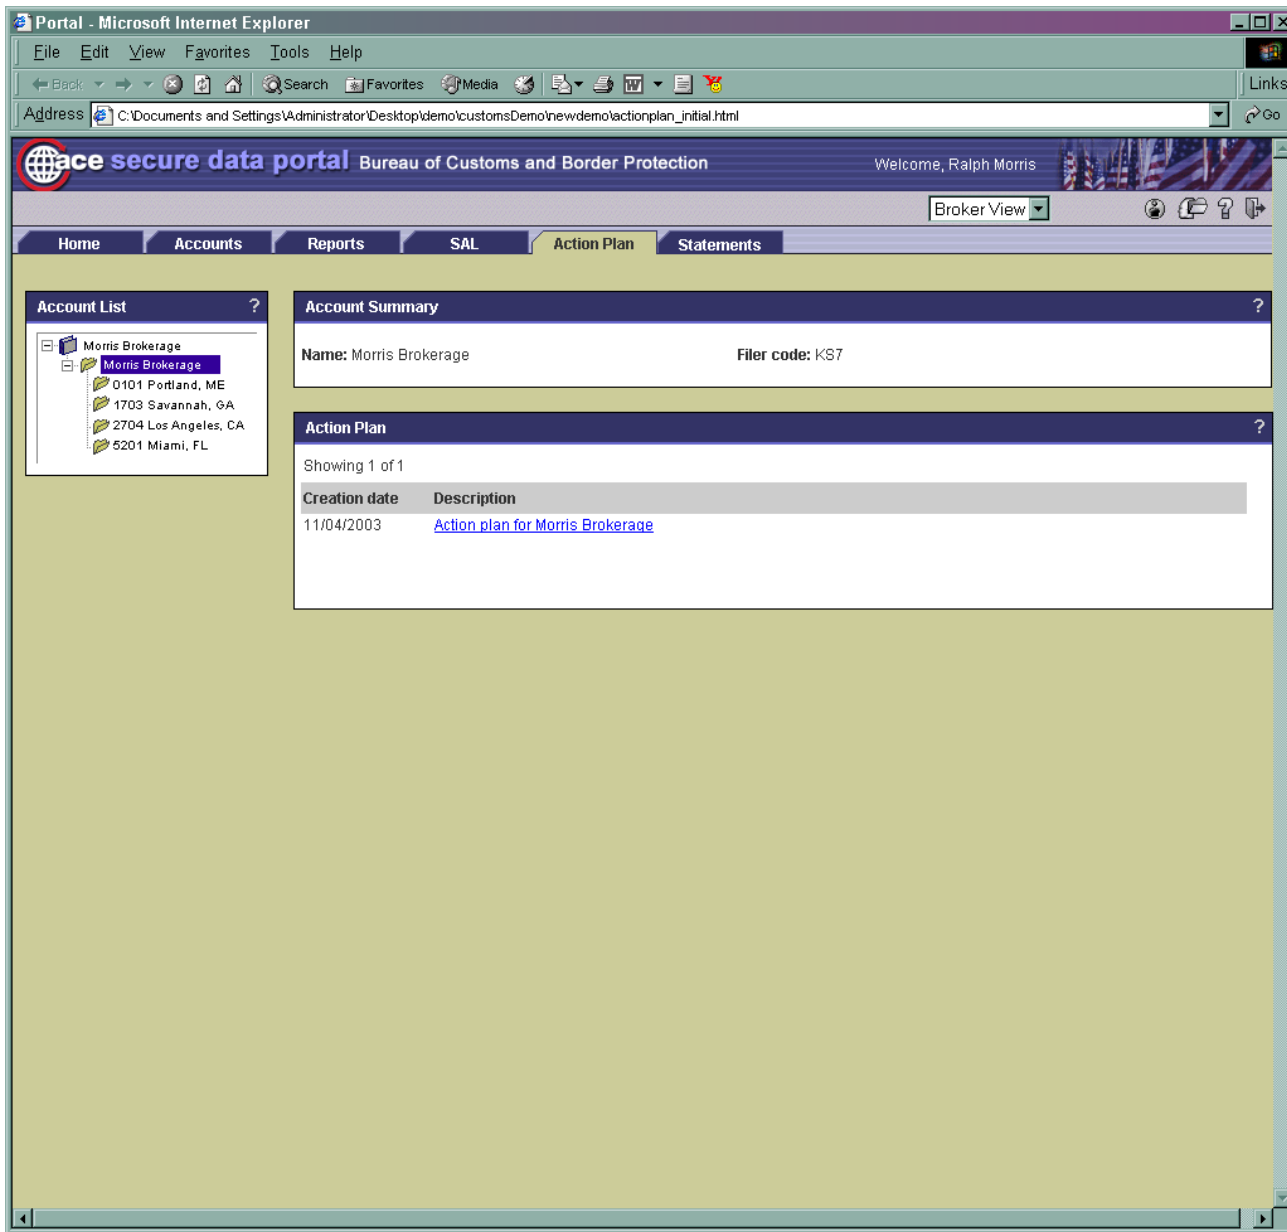 Portal - Microsoft Internet Explorer
File Edit View Favorites Tools Help
Back Search Favorites Media Links
Address C:\Documents and Settings\Administrator\Desktop\demo\customsDemo\newdemo\actionplan_initial.html Go
ace secure data portal Bureau of Customs and Border Protection Welcome, Ralph Morris
Broker View
Home Accounts Reports SAL Action Plan Statements
Account List ?
Morris Brokerage
Morris Brokerage
0101 Portland, ME
1703 Savannah, GA
2704 Los Angeles, CA
5201 Miami, FL
Account Summary ?
Name: Morris Brokerage Filer code: KS7
Action Plan ?
Showing 1 of 1
Creation date Description
11/04/2003 Action plan for Morris Brokerage